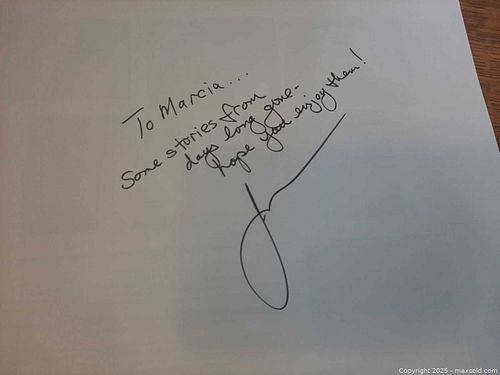 To Marcia...
Some stories from
days long gone-
hope you enjoy them!
Copyright 2025 - maxsold.com